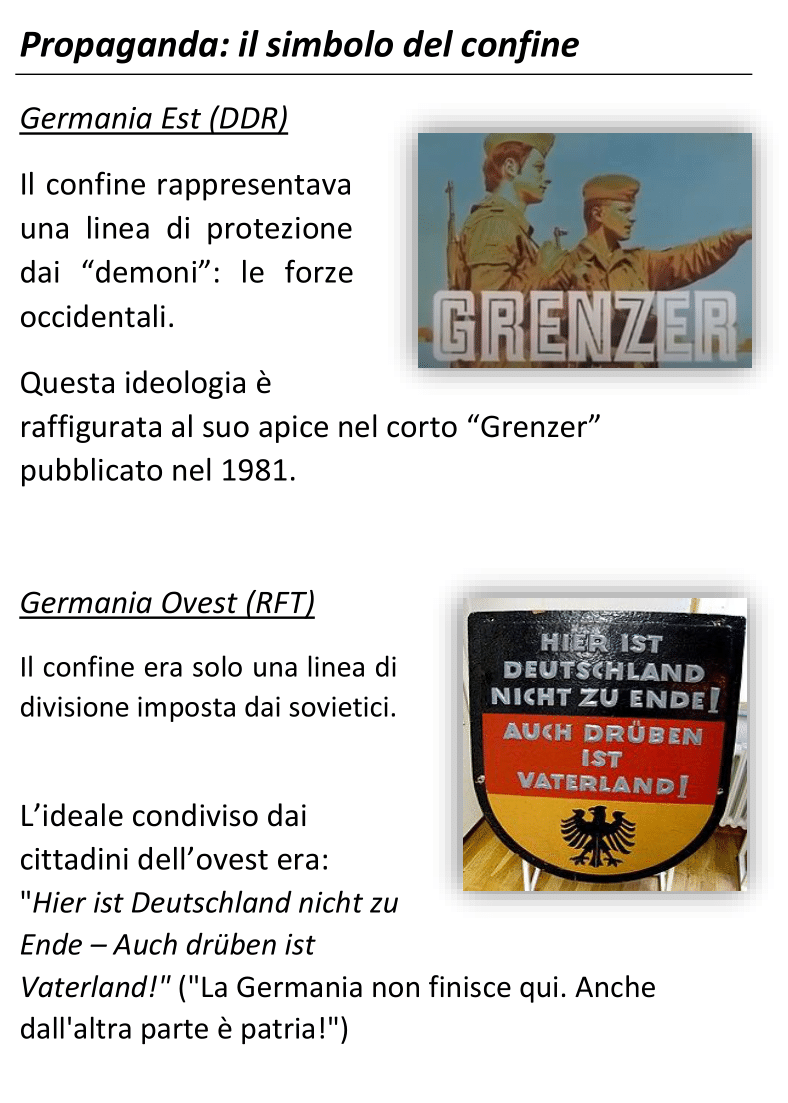 Propaganda: il simbolo del confine
Germania Est (DDR)
Il confine rappresentava
una linea di protezione
dai “demoni”: le forze
occidentali.
GRENZER
Questa ideologia è
raffigurata al suo apice nel corto “Grenzer”
pubblicato nel 1981.
Germania Ovest (RFT)
Il confine era solo una linea di
divisione imposta dai sovietici.
HIER IST
DEUTSCHLAND
NICHT ZU ENDE!
AUCH DRÜBEN
IST
VATERLAND!
L’ideale condiviso dai
cittadini dell’ovest era:
"Hier ist Deutschland nicht zu
Ende – Auch drüben ist
Vaterland!" ("La Germania non finisce qui. Anche
dall'altra parte è patria!")